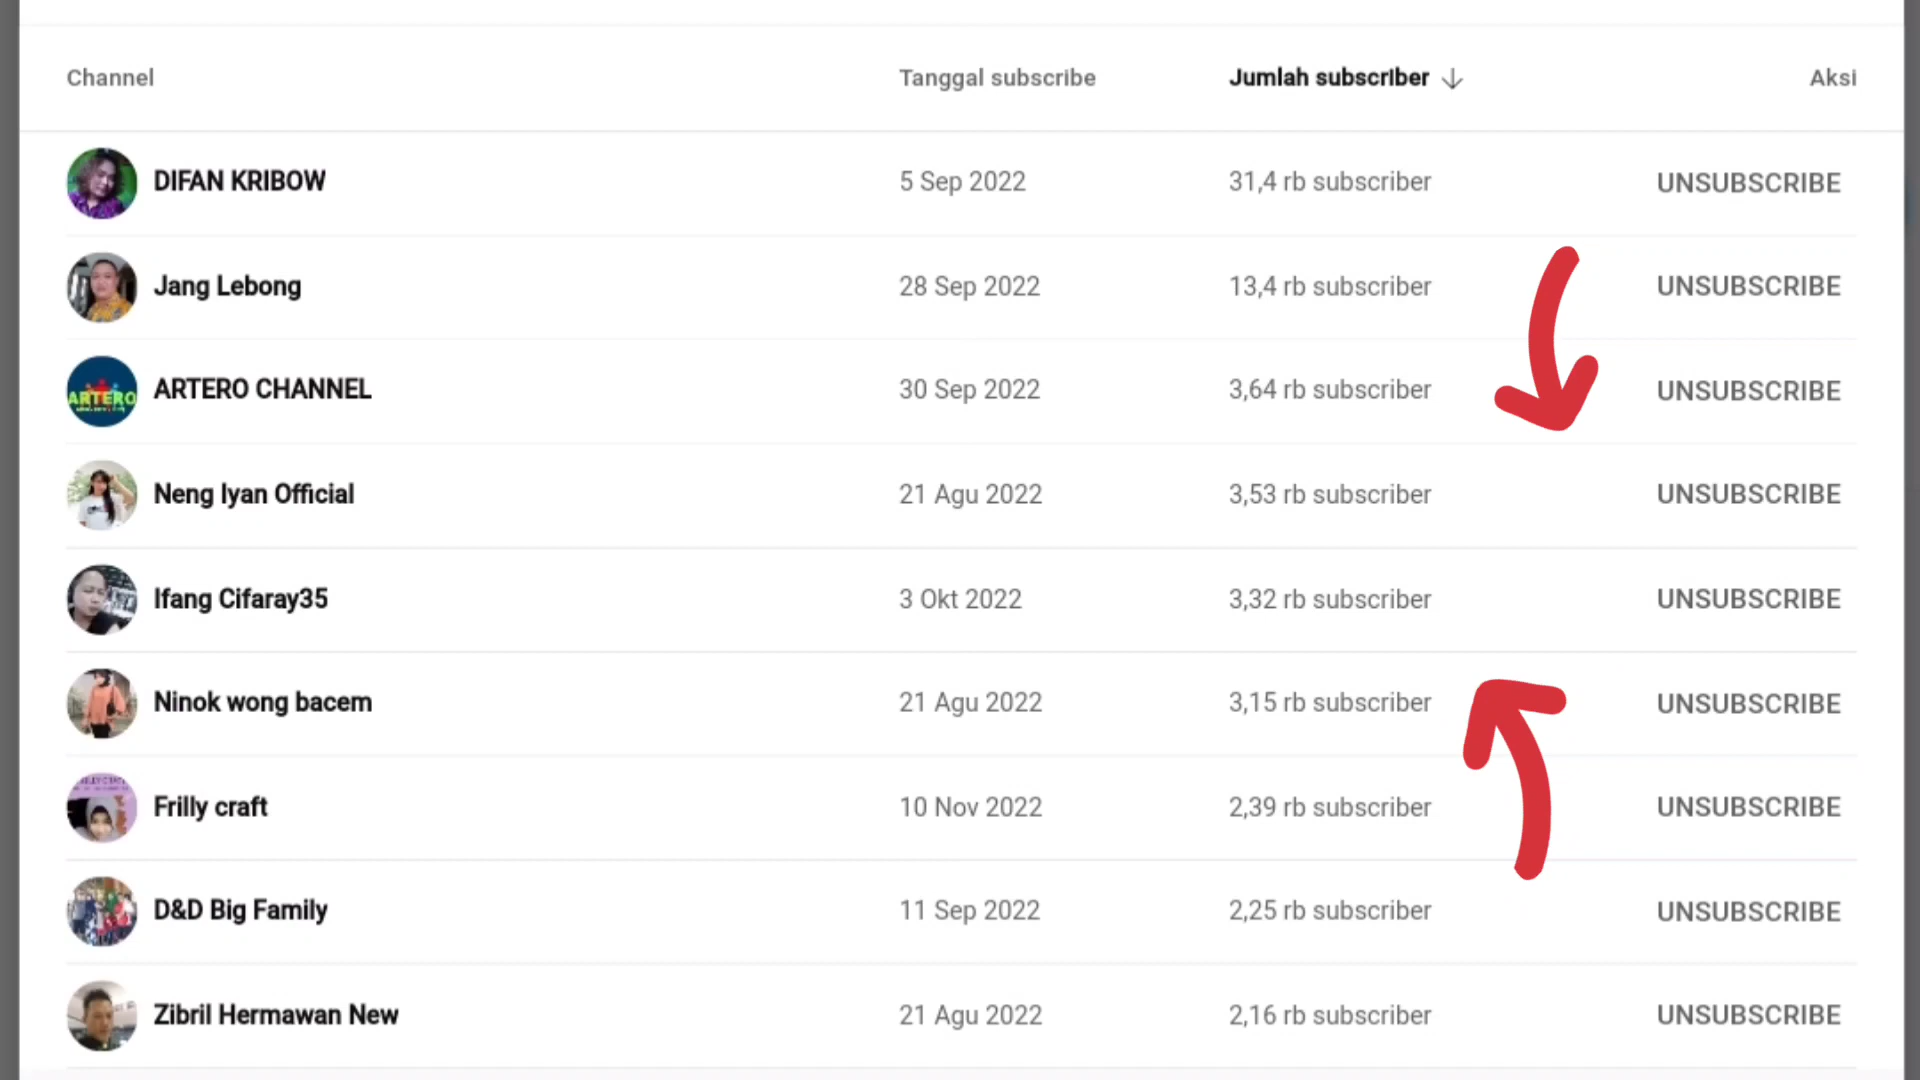 Channel Tanggal subscribe Jumlah subscriber Aksi
DIFAN KRIBOW 5 Sep 2022 31,4 rb subscriber UNSUBSCRIBE
Jang Lebong 28 Sep 2022 13,4 rb subscriber UNSUBSCRIBE
ARTERO
ARTERO CHANNEL 30 Sep 2022 3,64 rb subscriber UNSUBSCRIBE
Neng Iyan Official 21 Agu 2022 3,53 rb subscriber UNSUBSCRIBE
Ifang Cifaray35 3 Okt 2022 3,32 rb subscriber UNSUBSCRIBE
Ninok wong bacem 21 Agu 2022 3,15 rb subscriber UNSUBSCRIBE
Frilly craft 10 Nov 2022 2,39 rb subscriber UNSUBSCRIBE
D&D Big Family 11 Sep 2022 2,25 rb subscriber UNSUBSCRIBE
Zibril Hermawan New 21 Agu 2022 2,16 rb subscriber UNSUBSCRIBE